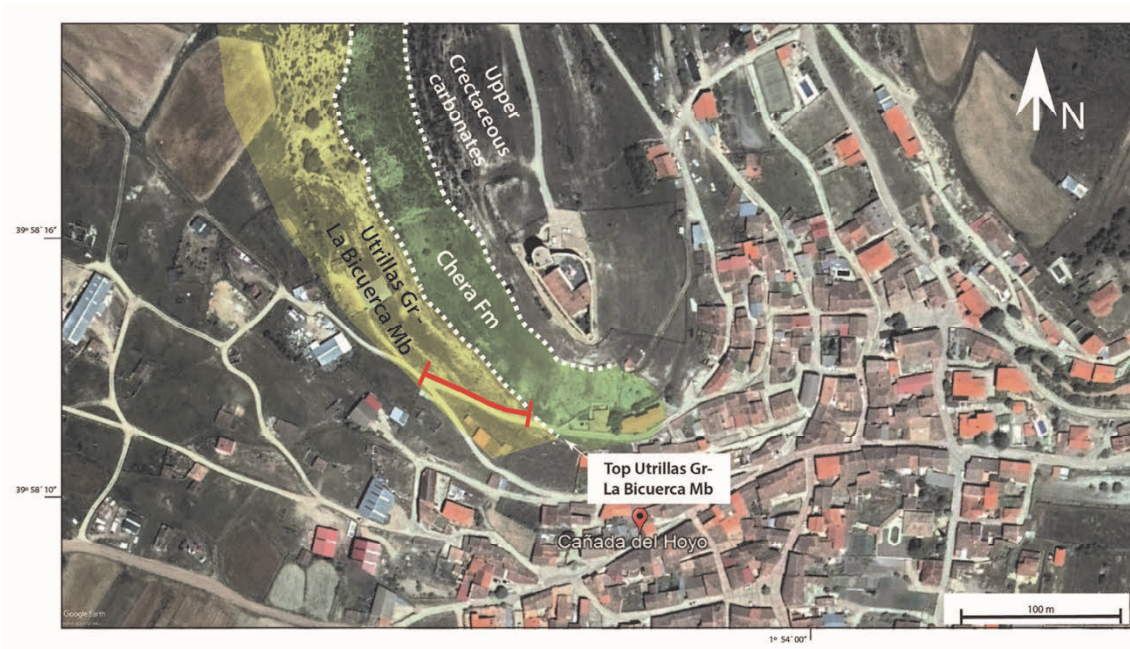 Upper
Crectaceous
carbonates
N
39º 58´ 16"
Utrillas Gr-
La Bicuerca Mb
Chera Fm
Top Utrillas Gr-
La Bicuerca Mb
39º 58´ 10"
Cañada del Hoyo
Google Earth
100 m
1º 54´ 00"